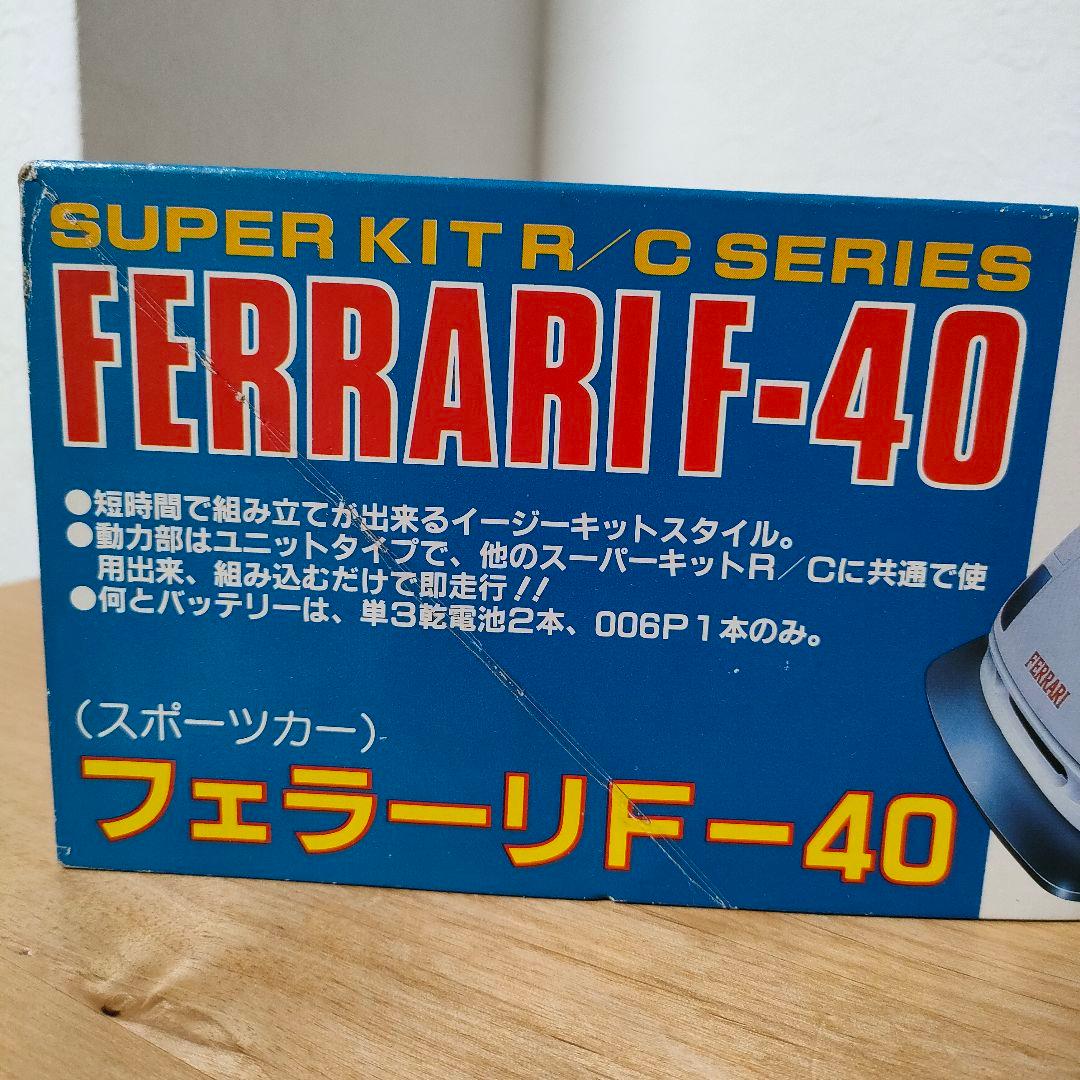 SUPER KIT R/C SERIES
FERRARI F-40
●短時間で組み立てが出来るイージーキットスタイル。
●動力部はユニットタイプで、他のスーパーキットR/Cに共通で使
用出来、組み込むだけで即走行!!
●何とバッテリーは、単3乾電池2本、006P1本のみ。
(スポーツカー)
フェラーリF-40
FERRARI